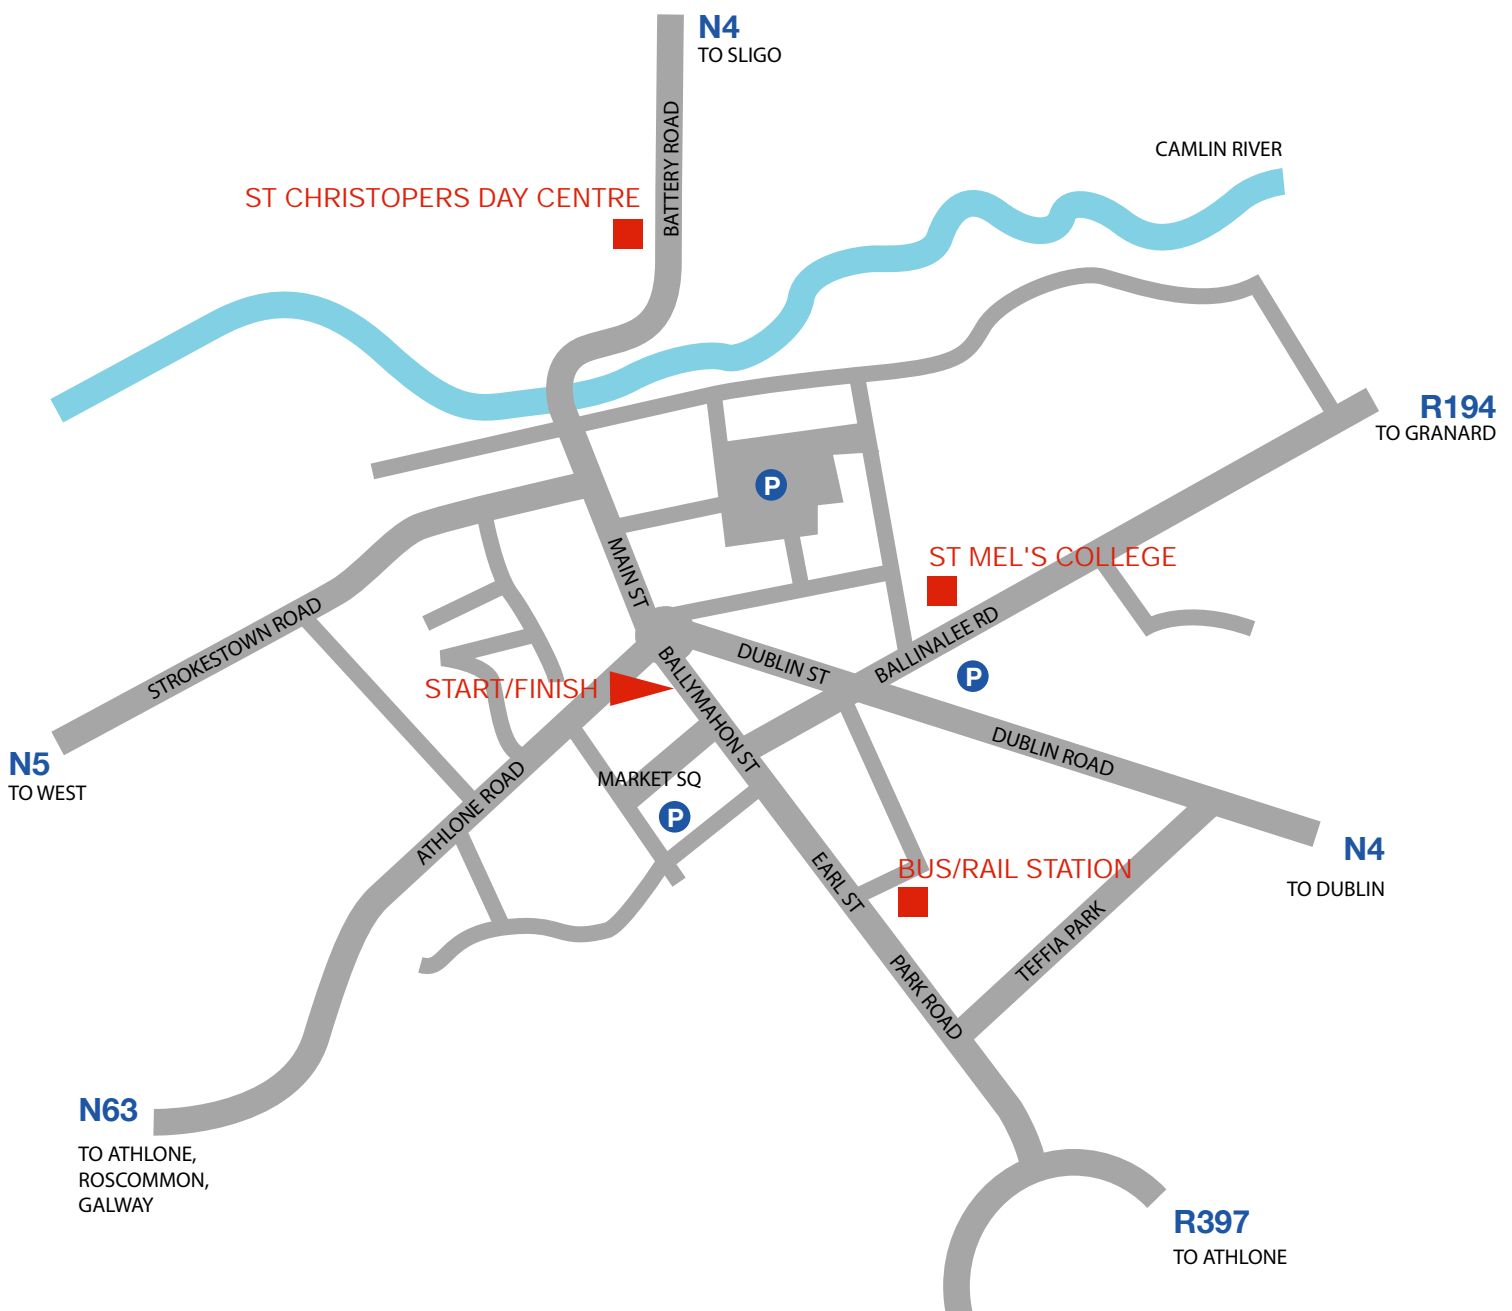 N4
TO SLIGO
BATTERY ROAD
CAMLIN RIVER
ST CHRISTOPERS DAY CENTRE
R194
TO GRANARD
P
MAIN ST
ST MEL'S COLLEGE
STROKESTOWN ROAD
BALLINALEE RD
DUBLIN ST
P
START/FINISH
BALLYMAHON ST
N5
TO WEST
DUBLIN ROAD
MARKET SQ
P
ATHLONE ROAD
N4
TO DUBLIN
EARL ST
BUS/RAIL STATION
TEFFIA PARK
PARK ROAD
N63
TO ATHLONE,
ROSCOMMON,
GALWAY
R397
TO ATHLONE